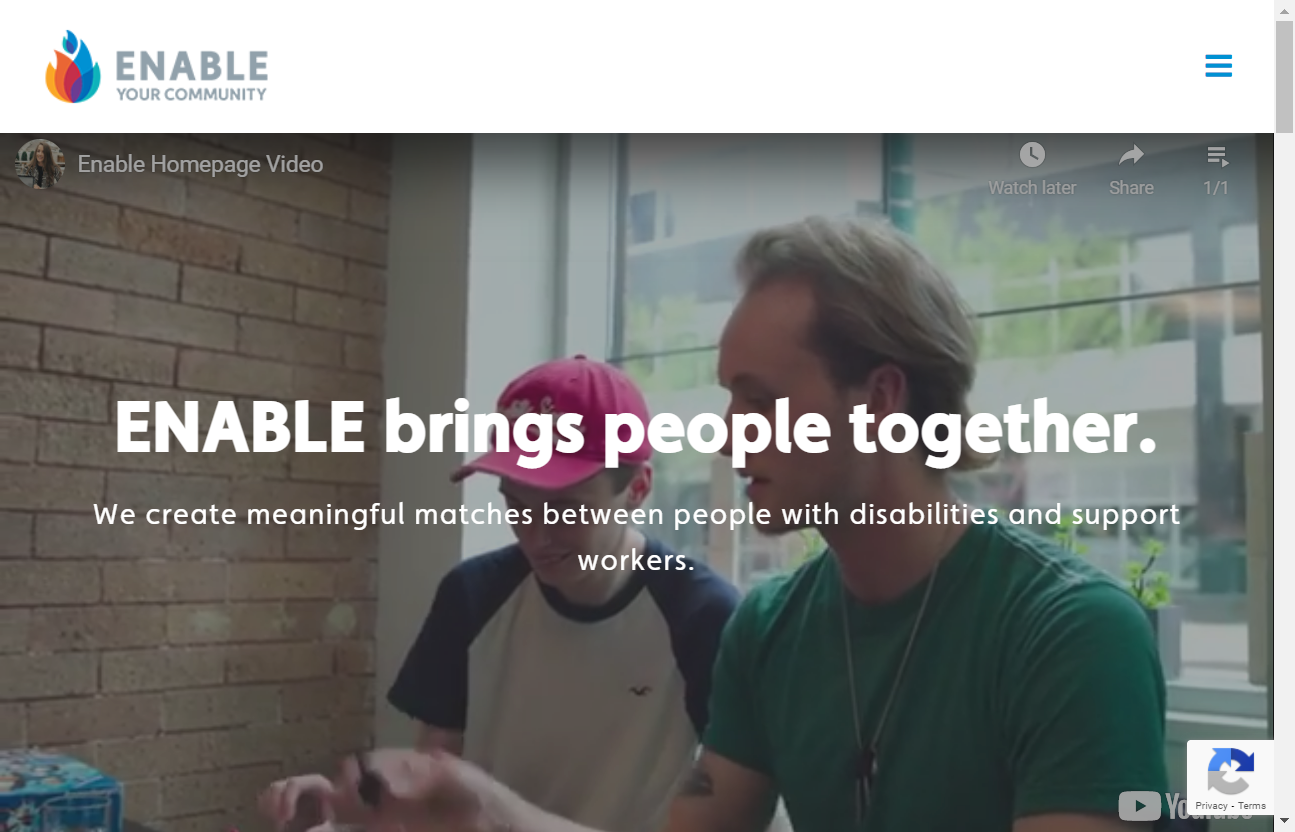 ENABLE
YOUR COMMUNITY
Enable Homepage Video
Watch later
Share
1/1
ENABLE brings people together.
We create meaningful matches between people with disabilities and support
workers.
Privacy - Terms